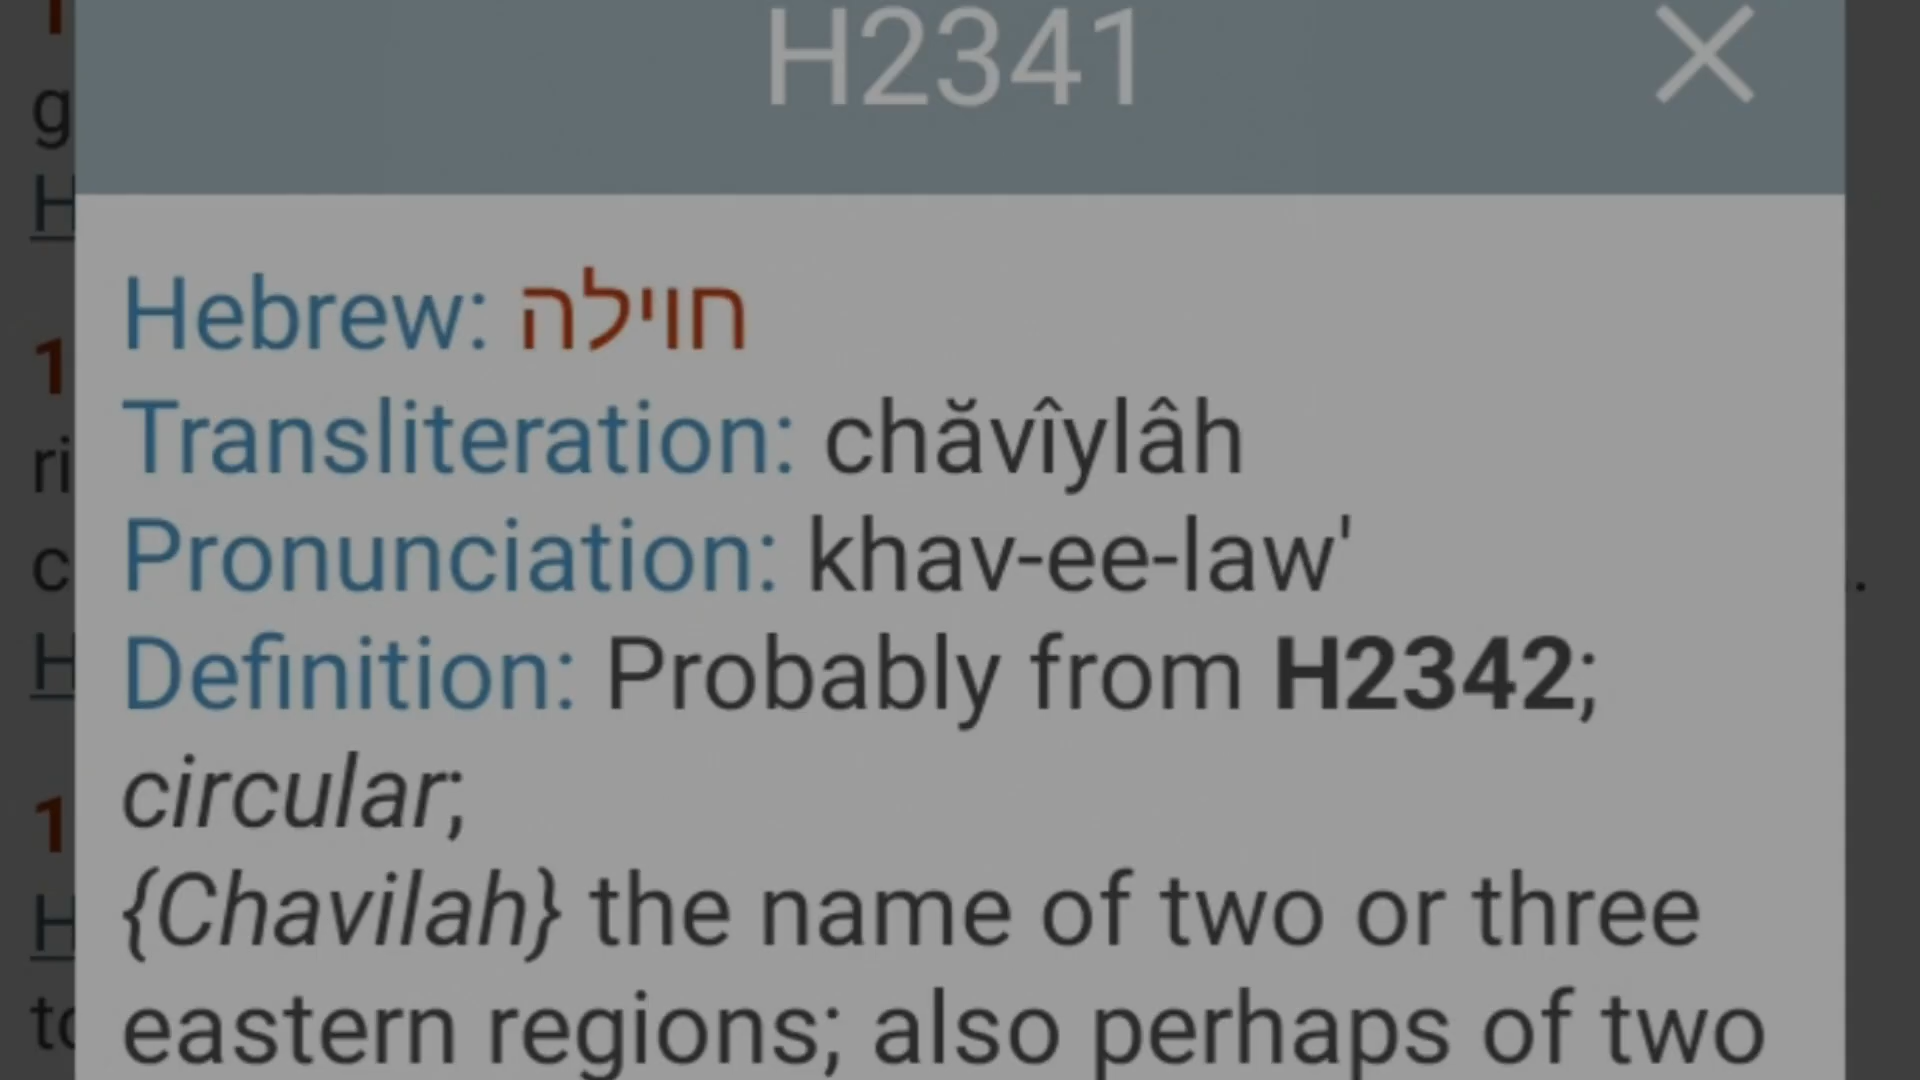 H2341
Hebrew: חוילה
Transliteration: chăvîylâh
Pronunciation: khav-ee-law'
Definition: Probably from H2342;
circular;
{Chavilah} the name of two or three
eastern regions; also perhaps of two